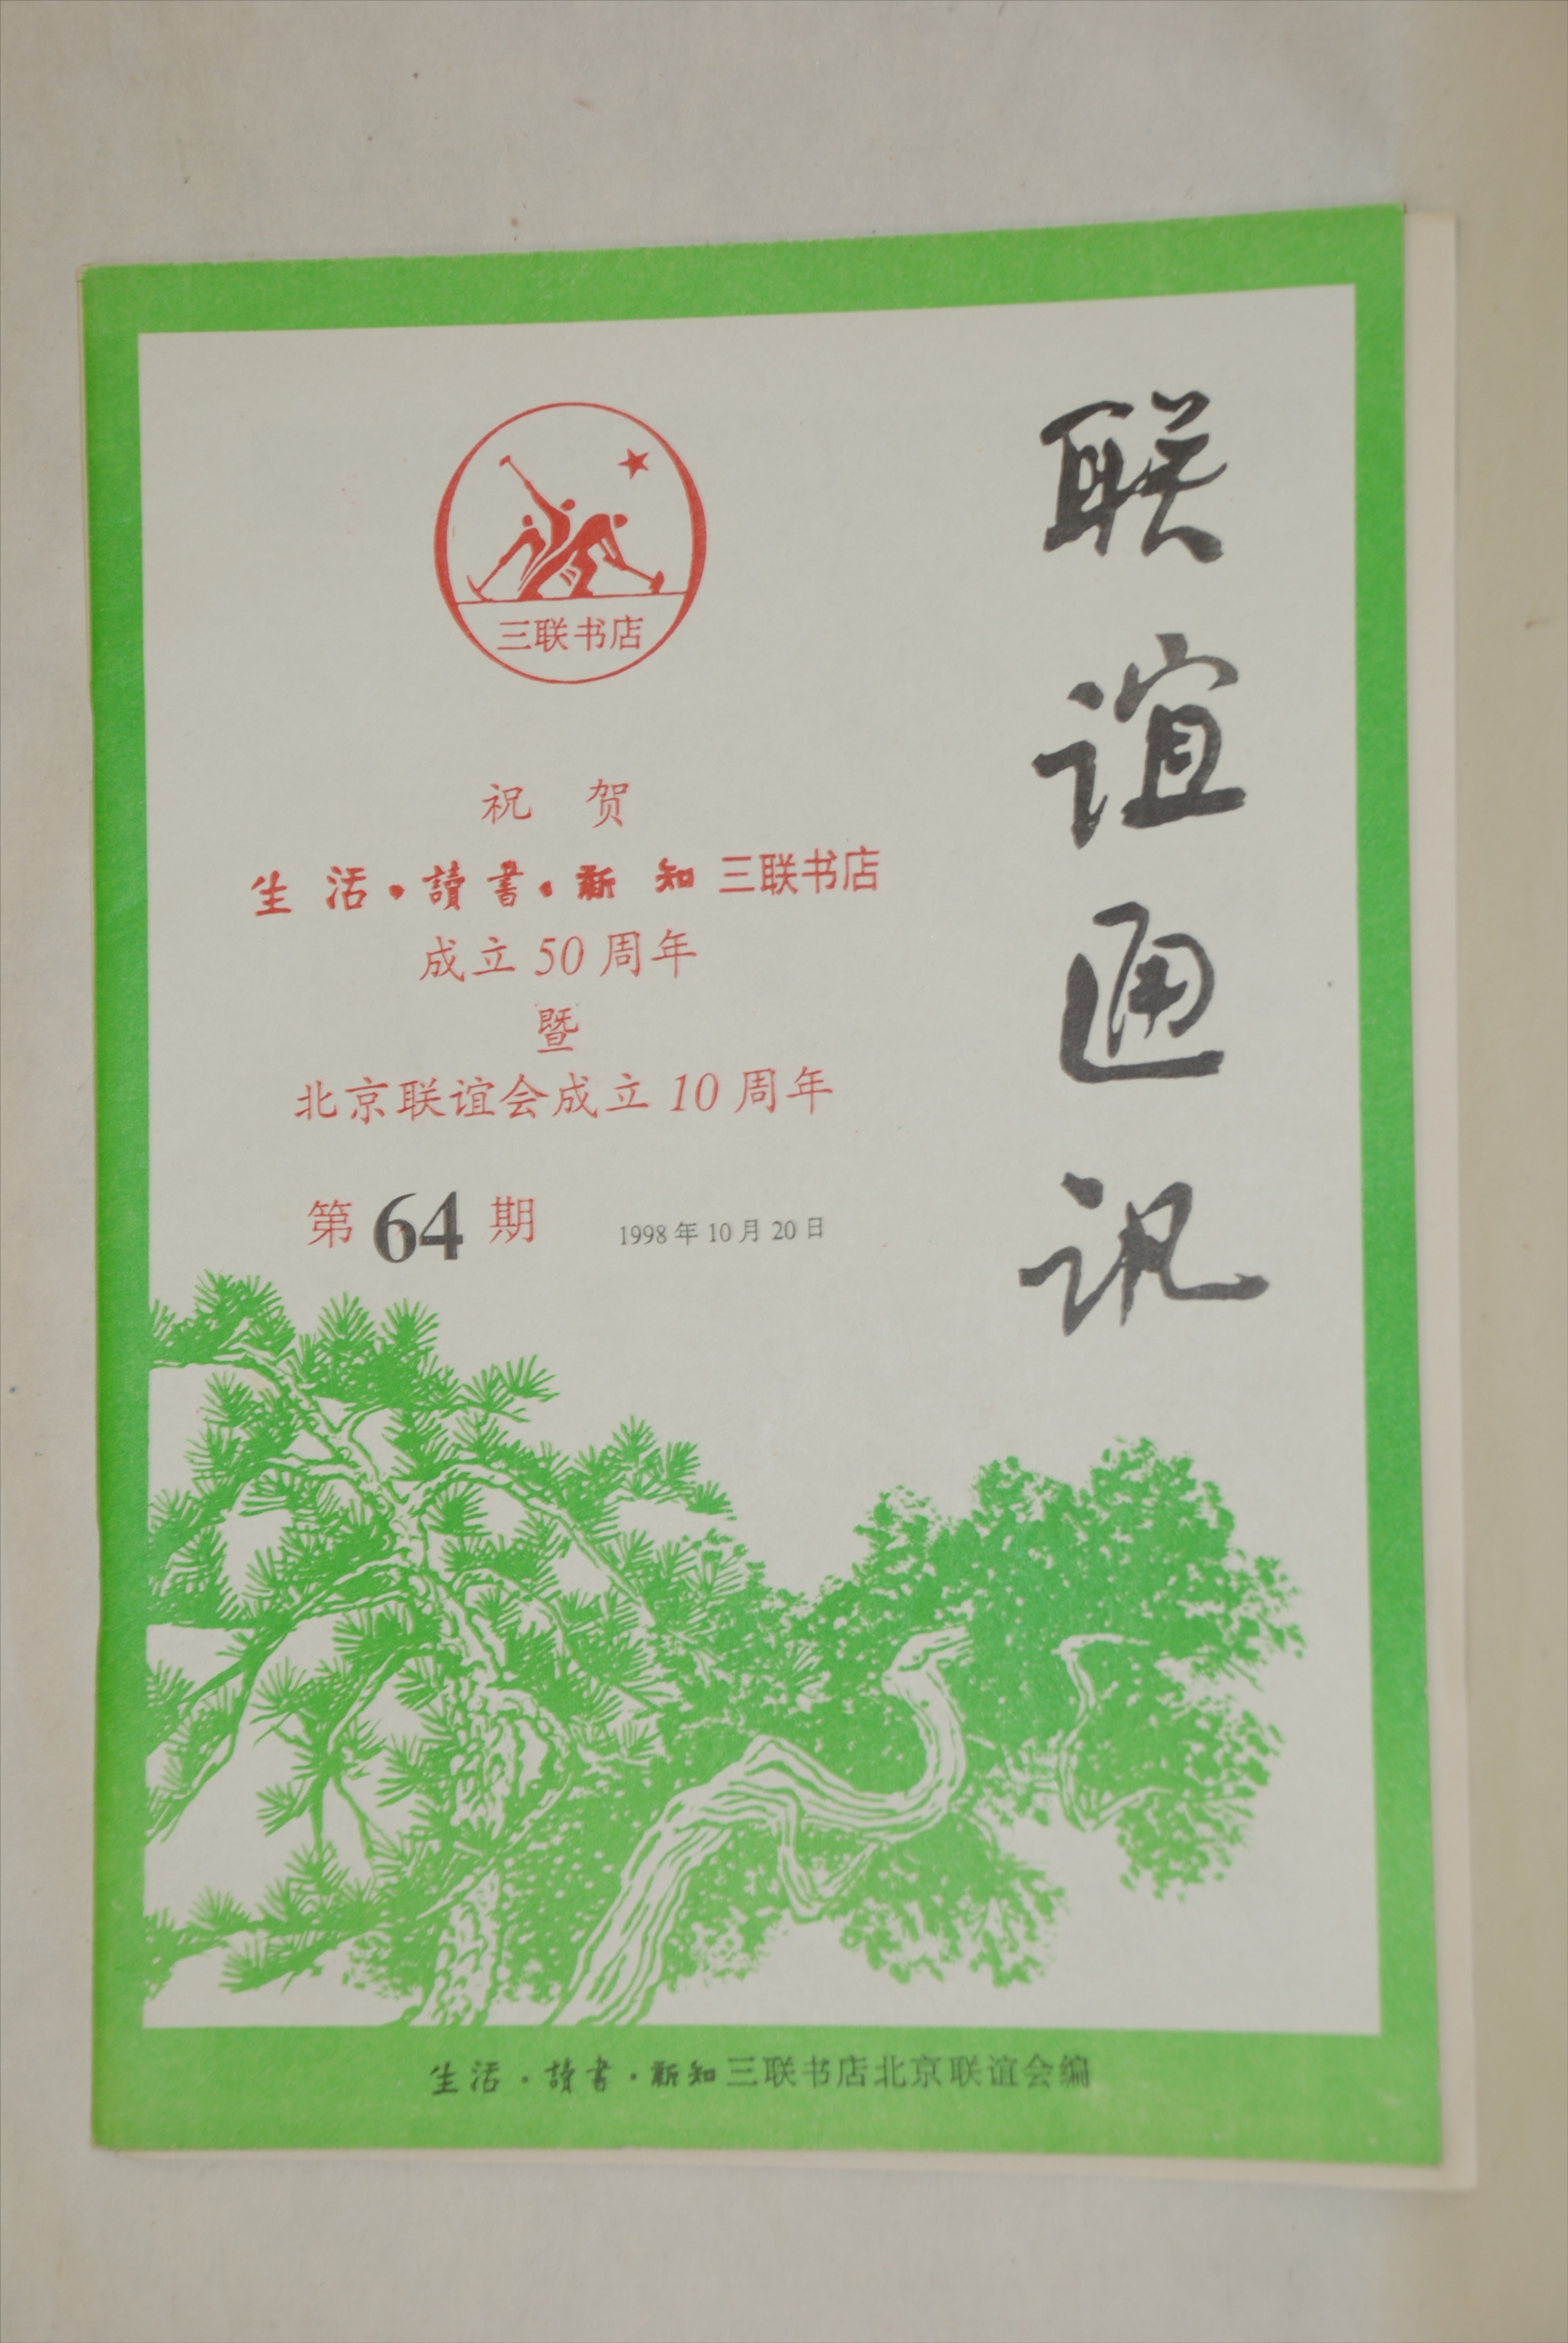 联谊通讯
三联书店
祝 贺
生活·讀書·新知三联书店
成立50周年
暨
北京联谊会成立10周年
第64期 1998年10月20日
生活·讀書·新知三联书店北京联谊会编